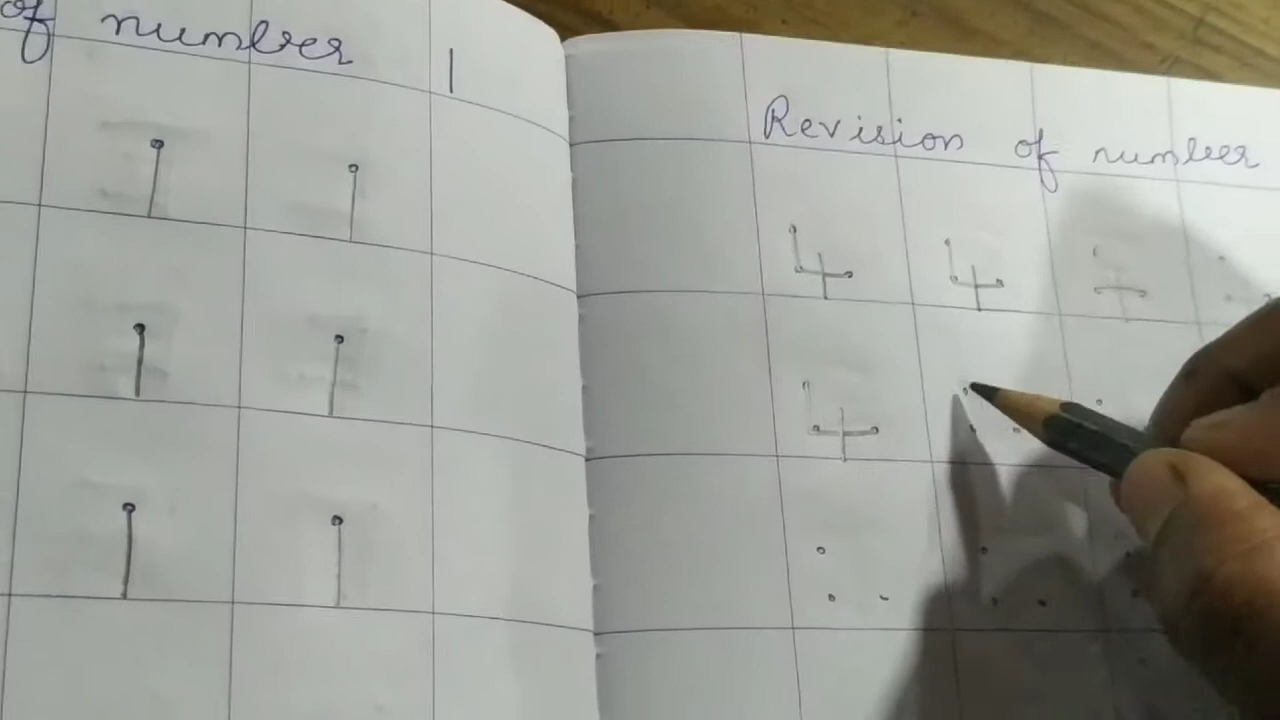 of number 1
1 1
1 1
1 1
Revision of number
4 4
4